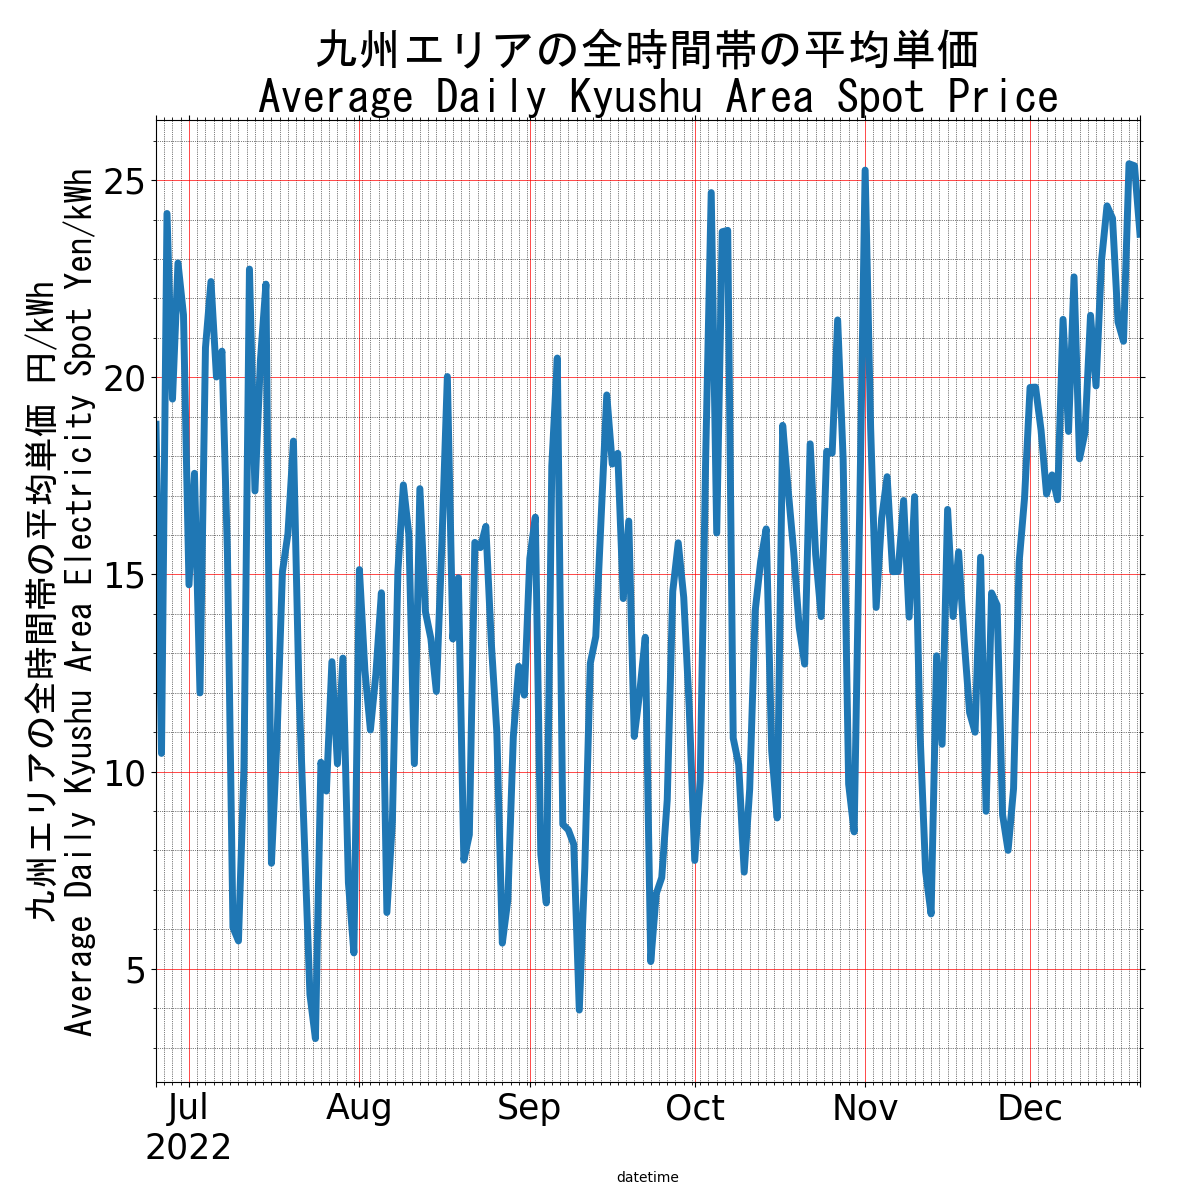 九州エリアの全時間帯の平均単価
Average Daily Kyushu Area Spot Price
九州エリアの全時間帯の平均単価 円/kWh
Average Daily Kyushu Area Electricity Spot Yen/kWh
25
20
15
10
5
Jul Aug Sep Oct Nov Dec
2022
datetime